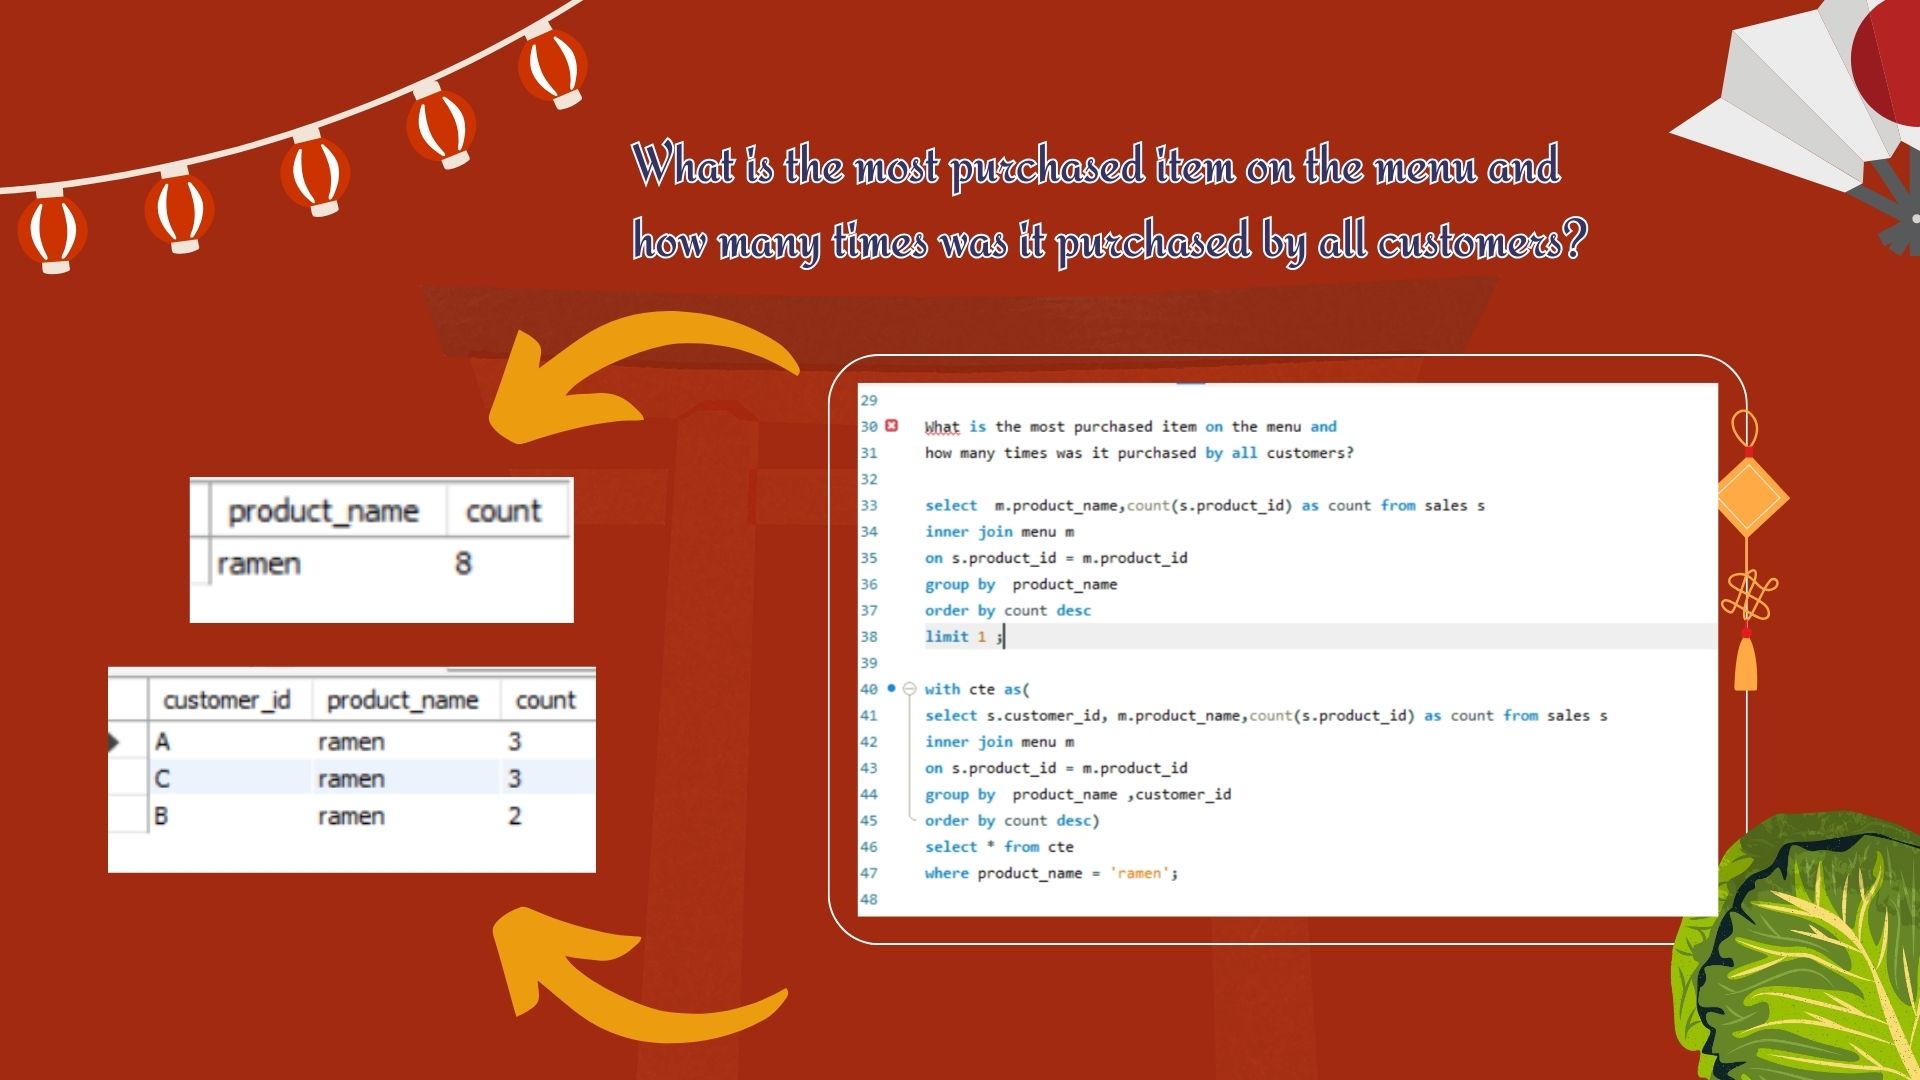 What is the most purchased item on the menu and
how many times was it purchased by all customers?
product_name count
ramen 8
customer_id product_name count
A ramen 3
C ramen 3
B ramen 2
29
30 What is the most purchased item on the menu and
31 how many times was it purchased by all customers?
32
33 select  m.product_name,count(s.product_id) as count from sales s
34 inner join menu m
35 on s.product_id = m.product_id
36 group by  product_name
37 order by count desc
38 limit 1 ;
39
40 with cte as(
41 select s.customer_id, m.product_name,count(s.product_id) as count from sales s
42 inner join menu m
43 on s.product_id = m.product_id
44 group by  product_name ,customer_id
45 order by count desc)
46 select * from cte
47 where product_name = 'ramen';
48